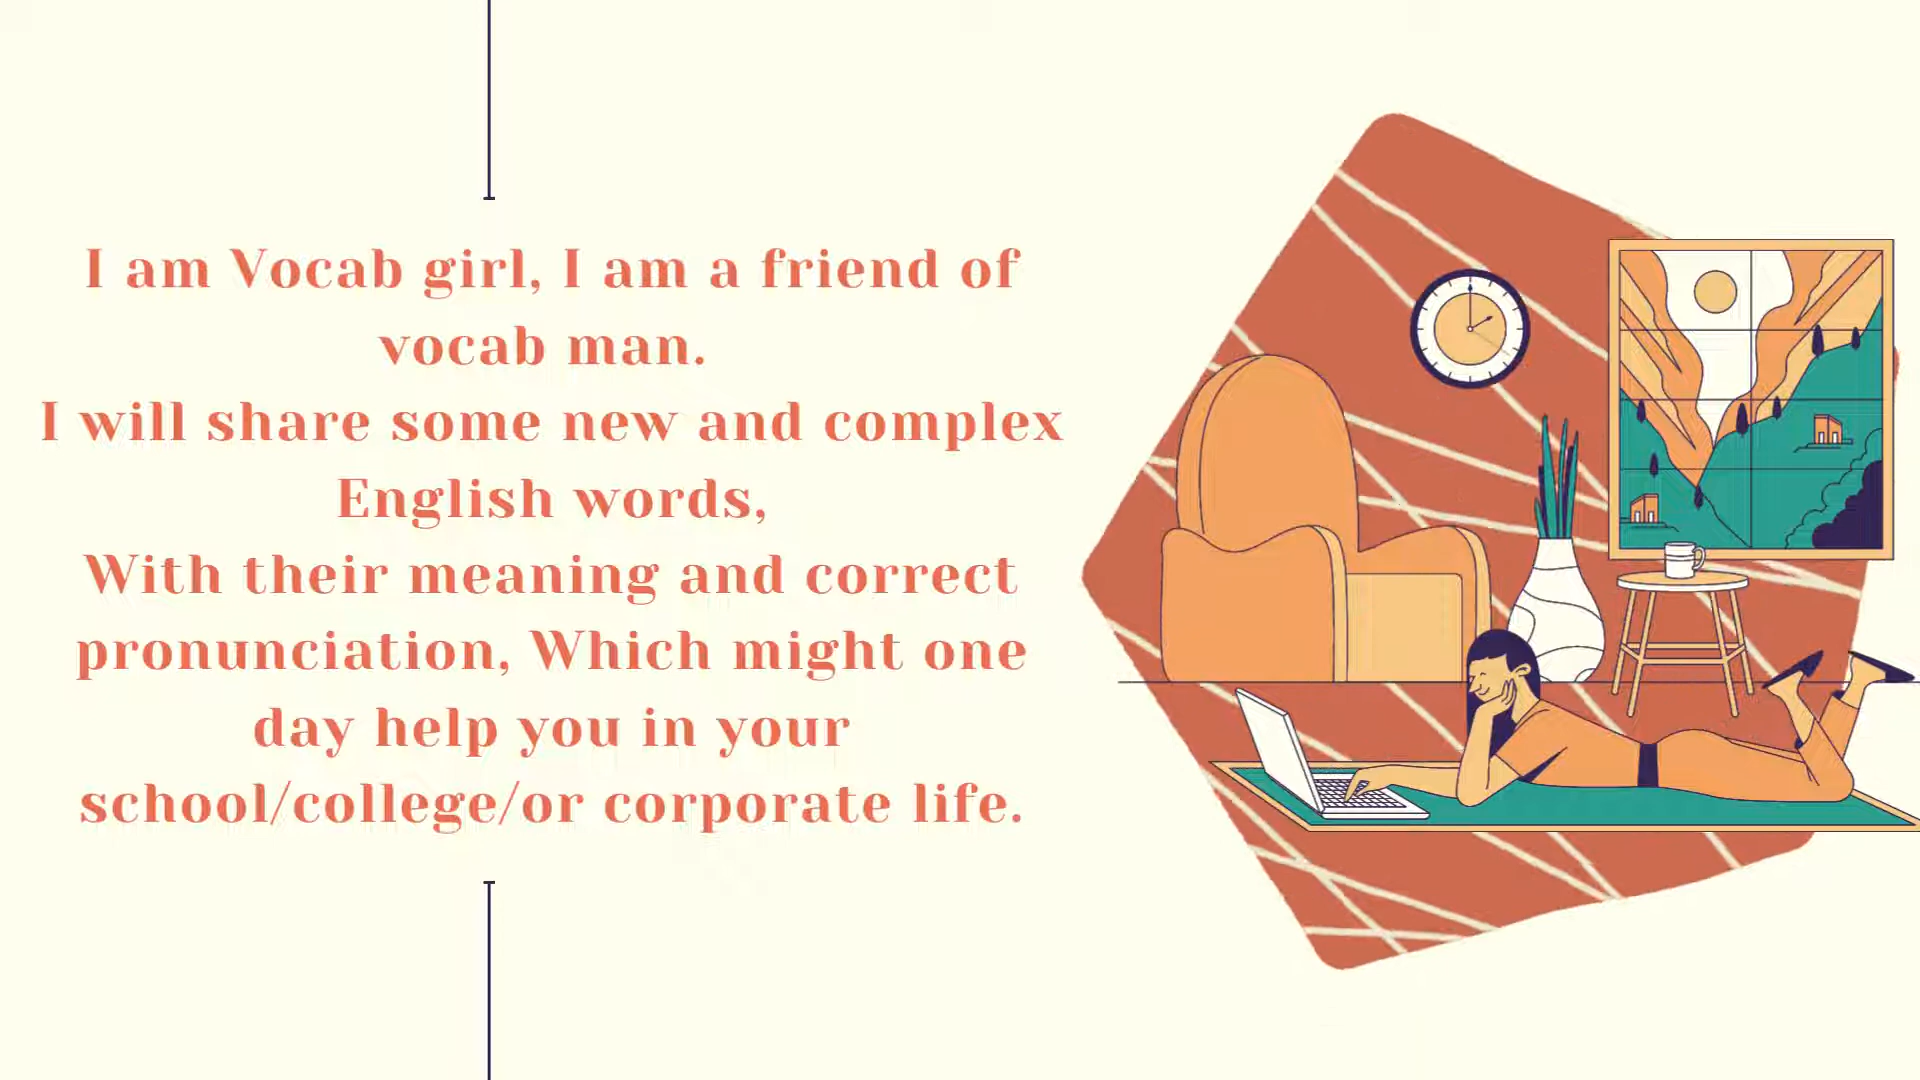 I am Vocab girl, I am a friend of
vocab man.
I will share some new and complex
English words,
With their meaning and correct
pronunciation, Which might one
day help you in your
school/college/or corporate life.